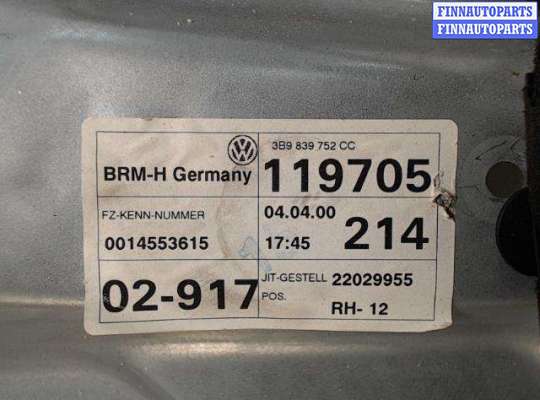 FINNAUTOPARTS
FINNAUTOPARTS
3B9 839 752 CC
BRM-H Germany
119705
FZ-KENN-NUMMER
0014553615
04.04.00
17:45
214
02-917
JIT-GESTELL 22029955
POS.
RH- 12